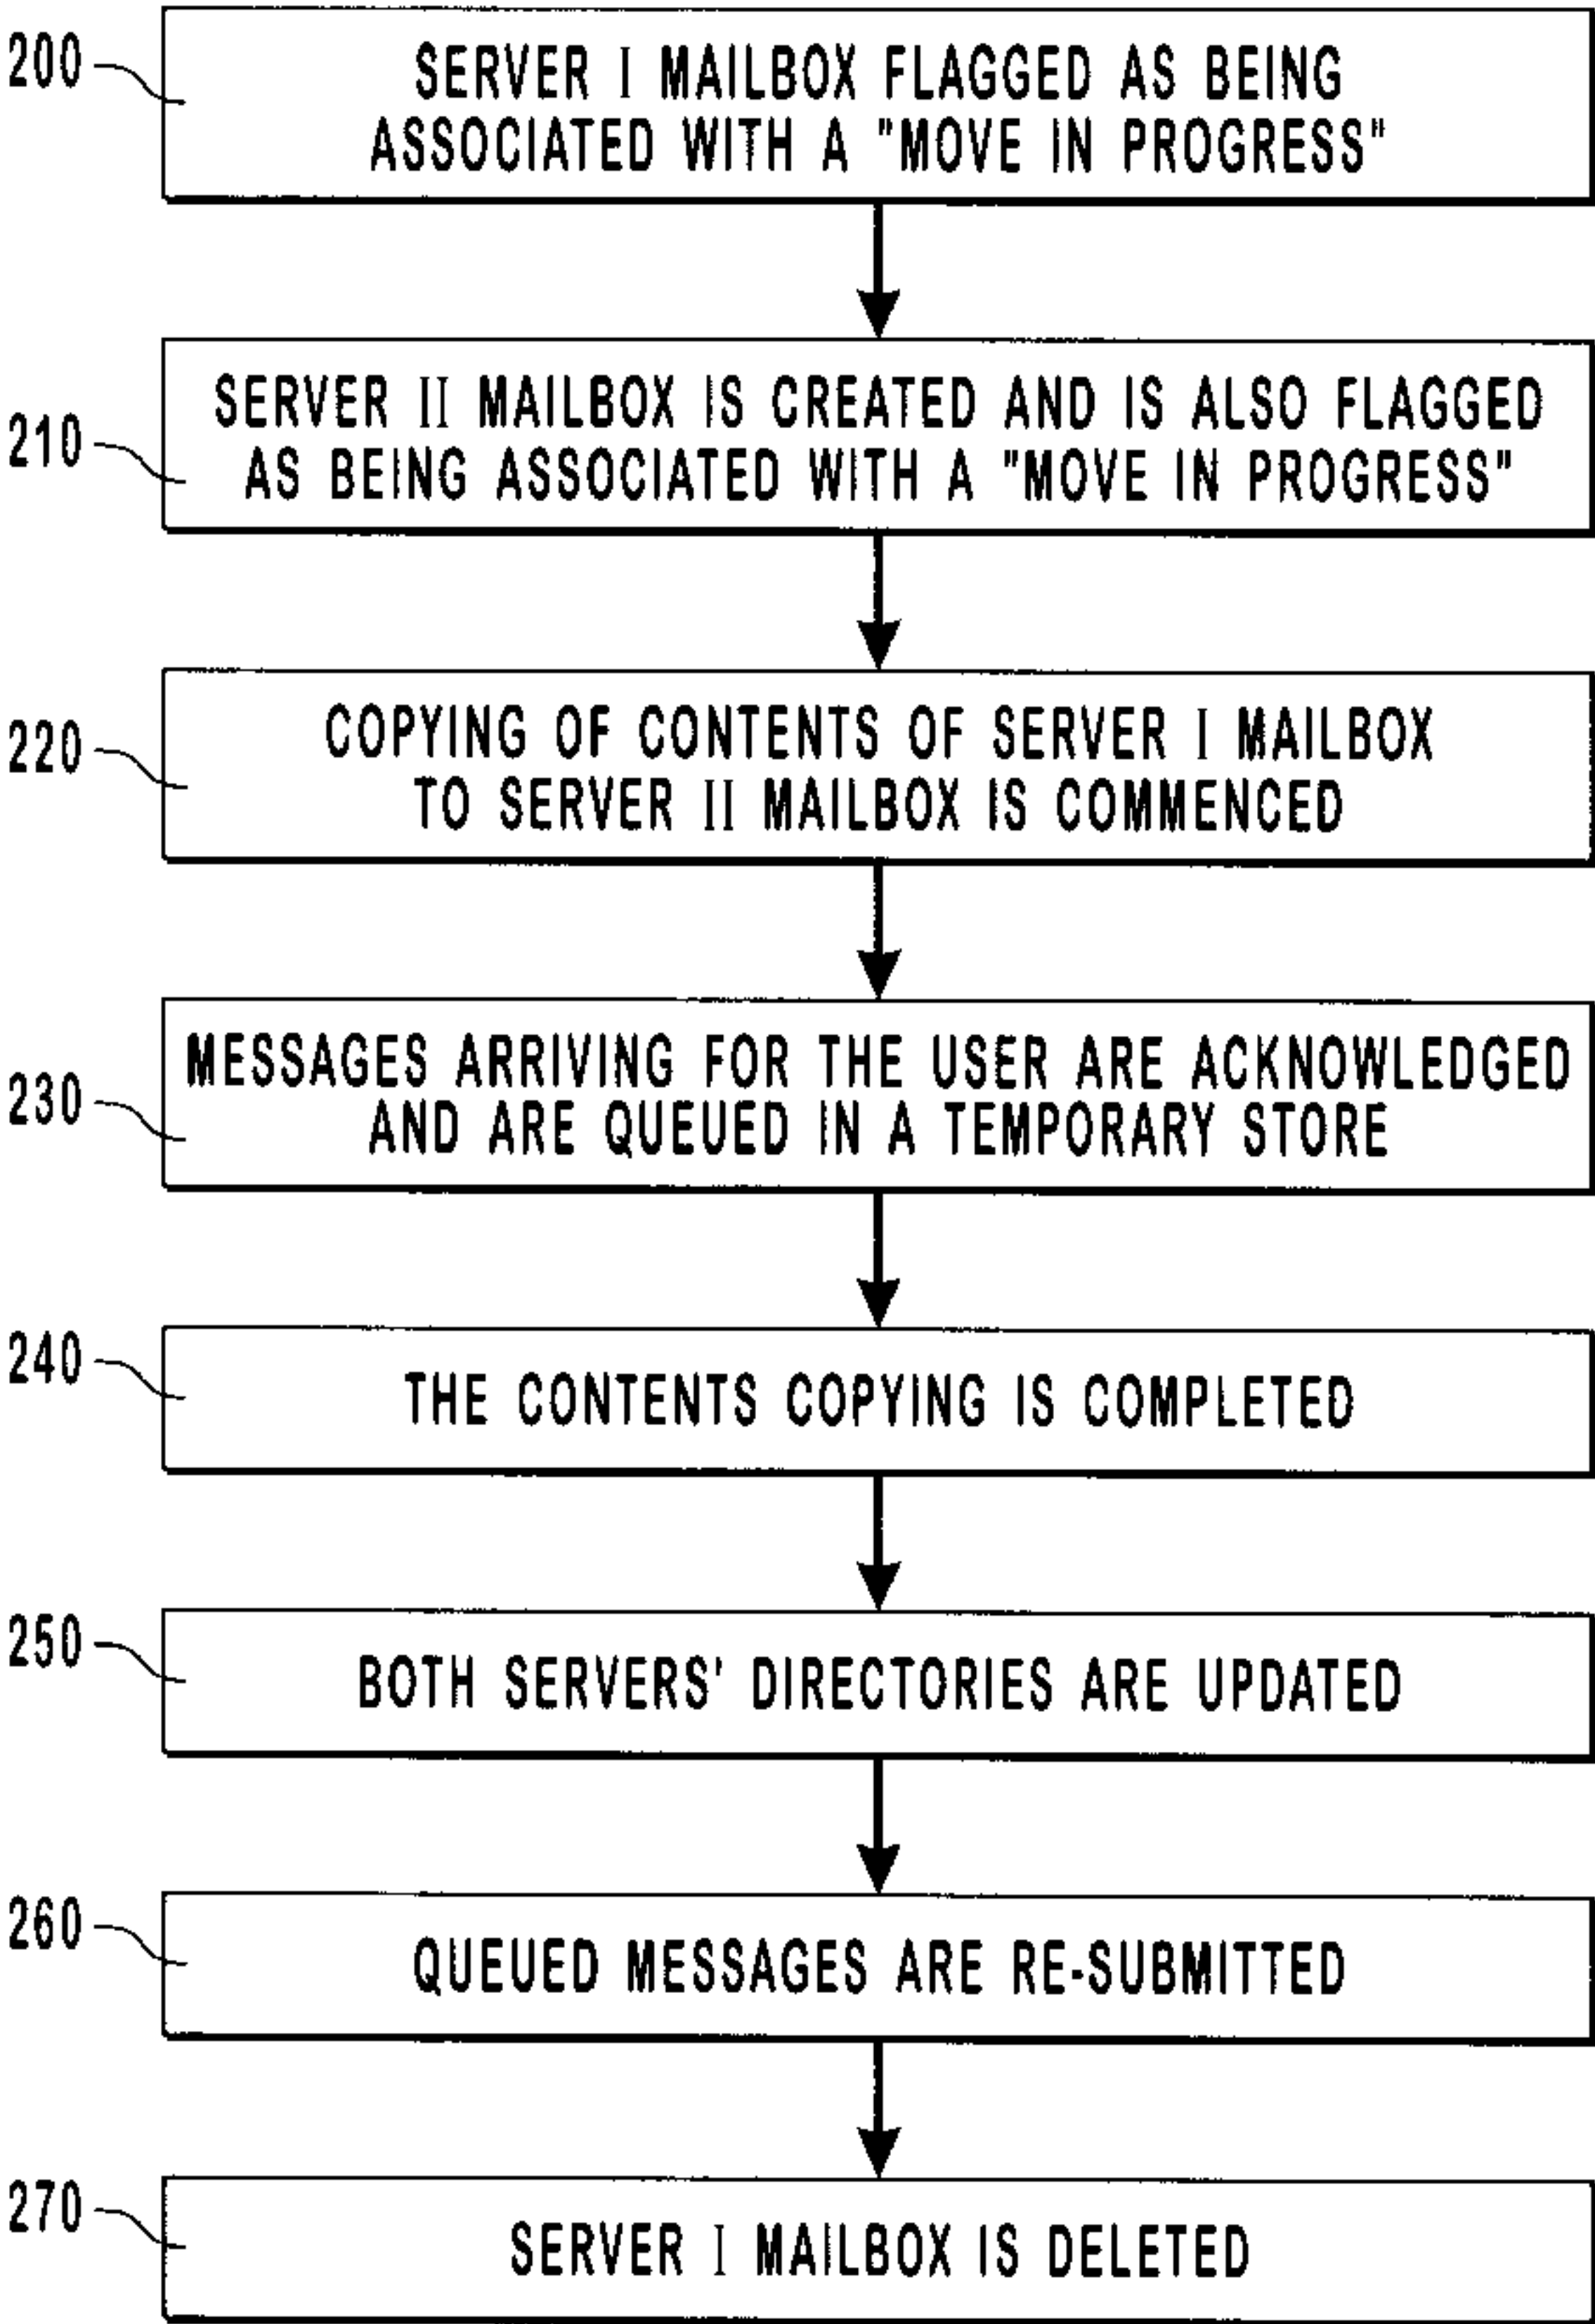 200
SERVER I MAILBOX FLAGGED AS BEING
ASSOCIATED WITH A "MOVE IN PROGRESS"
210
SERVER II MAILBOX IS CREATED AND IS ALSO FLAGGED
AS BEING ASSOCIATED WITH A "MOVE IN PROGRESS"
220
COPYING OF CONTENTS OF SERVER I MAILBOX
TO SERVER II MAILBOX IS COMMENCED
230
MESSAGES ARRIVING FOR THE USER ARE ACKNOWLEDGED
AND ARE QUEUED IN A TEMPORARY STORE
240
THE CONTENTS COPYING IS COMPLETED
250
BOTH SERVERS' DIRECTORIES ARE UPDATED
260
QUEUED MESSAGES ARE RE-SUBMITTED
270
SERVER I MAILBOX IS DELETED